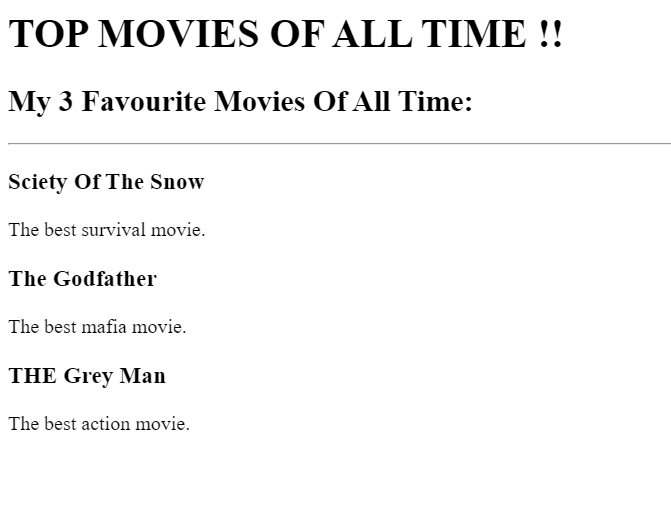 TOP MOVIES OF ALL TIME !!
My 3 Favourite Movies Of All Time:
Sciety Of The Snow
The best survival movie.
The Godfather
The best mafia movie.
THE Grey Man
The best action movie.